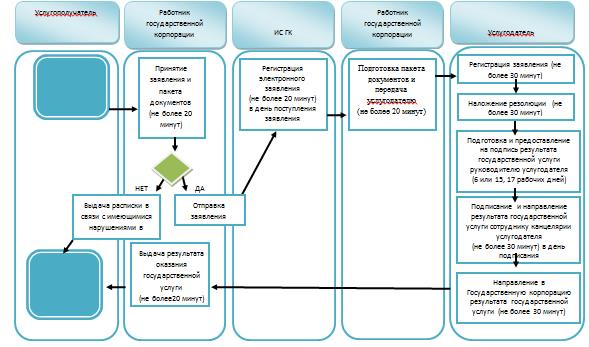 Услугополучатель
Работник
государственной
корпорации
ИС ГК
Работник
государственной
корпорации
Услугодатель
Принятие
заявления и
пакета
документов
(не более 20
минут)
НЕТ
ДА
Выдача расписки в
связи с имеющимися
нарушениями в
Отправка
заявления
Выдача результата
оказания
государственной
услуги
(не более20 минут)
Регистрация
электронного
заявления
(не более 20 минут)
в день поступления
заявления
Подготовка пакета
документов и
передача
услугодателю
(не более 20 минут)
Регистрация заявления (не
более 30 минут)
Наложение резолюции (не
более 30 минут)
Подготовка и предоставление
на подпись результата
государственной услуги
руководителю услугодателя
(6 или 15, 17 рабочих дней)
Подписание и направление
результата государственной
услуги сотруднику канцелярии
услугодателя
(не более 30 минут) в день
подписания
Направление в
Государственную корпорацию
результата государственной
услуги (не более 30 минут)